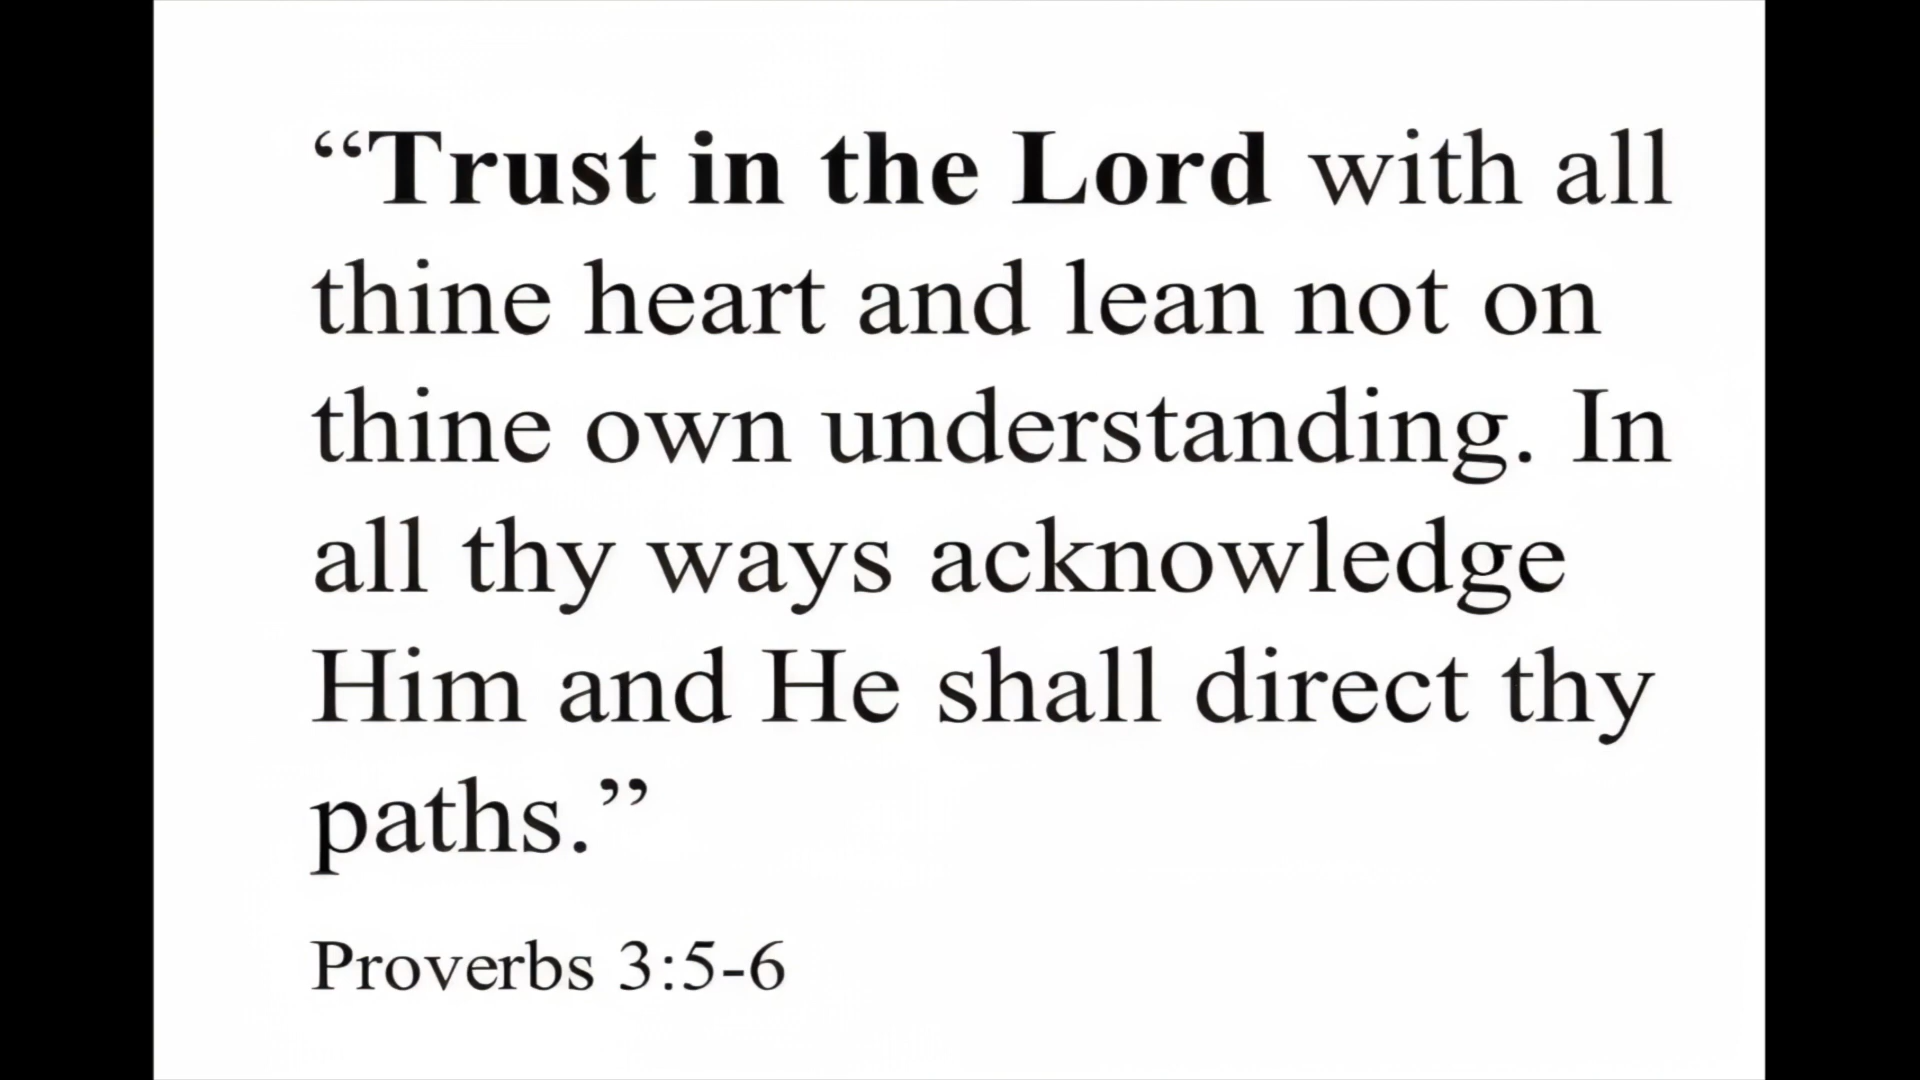 “Trust in the Lord with all
thine heart and lean not on
thine own understanding. In
all thy ways acknowledge
Him and He shall direct thy
paths.”
Proverbs 3:5-6